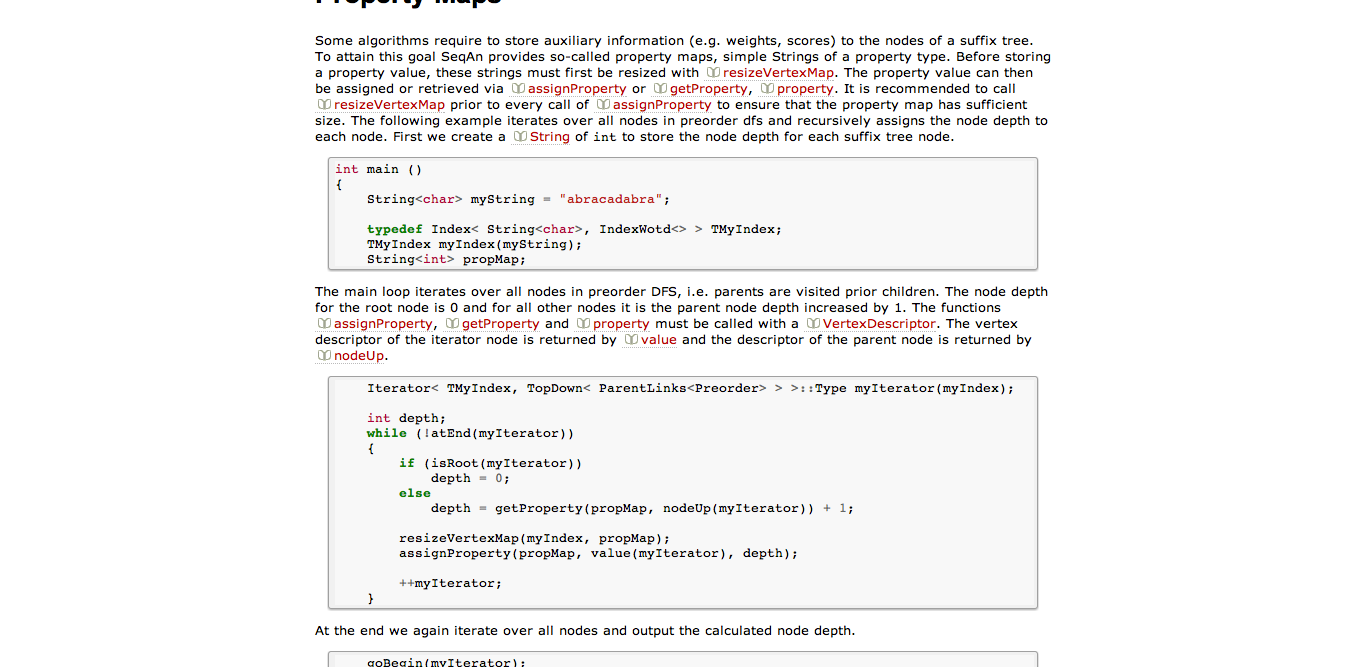 Property Maps
Some algorithms require to store auxiliary information (e.g. weights, scores) to the nodes of a suffix tree.
To attain this goal SeqAn provides so-called property maps, simple Strings of a property type. Before storing
a property value, these strings must first be resized with resizeVertexMap. The property value can then
be assigned or retrieved via assignProperty or getProperty, property. It is recommended to call
resizeVertexMap prior to every call of assignProperty to ensure that the property map has sufficient
size. The following example iterates over all nodes in preorder dfs and recursively assigns the node depth to
each node. First we create a String of int to store the node depth for each suffix tree node.
int main ()
{
    String<char> myString = "abracadabra";
    typedef Index< String<char>, IndexWotd<> > TMyIndex;
    TMyIndex myIndex(myString);
    String<int> propMap;
The main loop iterates over all nodes in preorder DFS, i.e. parents are visited prior children. The node depth
for the root node is 0 and for all other nodes it is the parent node depth increased by 1. The functions
assignProperty, getProperty and property must be called with a VertexDescriptor. The vertex
descriptor of the iterator node is returned by value and the descriptor of the parent node is returned by
nodeUp.
    Iterator< TMyIndex, TopDown< ParentLinks<Preorder> > >::Type myIterator(myIndex);
    int depth;
    while (!atEnd(myIterator))
    {
        if (isRoot(myIterator))
            depth = 0;
        else
            depth = getProperty(propMap, nodeUp(myIterator)) + 1;
        resizeVertexMap(myIndex, propMap);
        assignProperty(propMap, value(myIterator), depth);
        ++myIterator;
    }
At the end we again iterate over all nodes and output the calculated node depth.
    goBegin(myIterator);